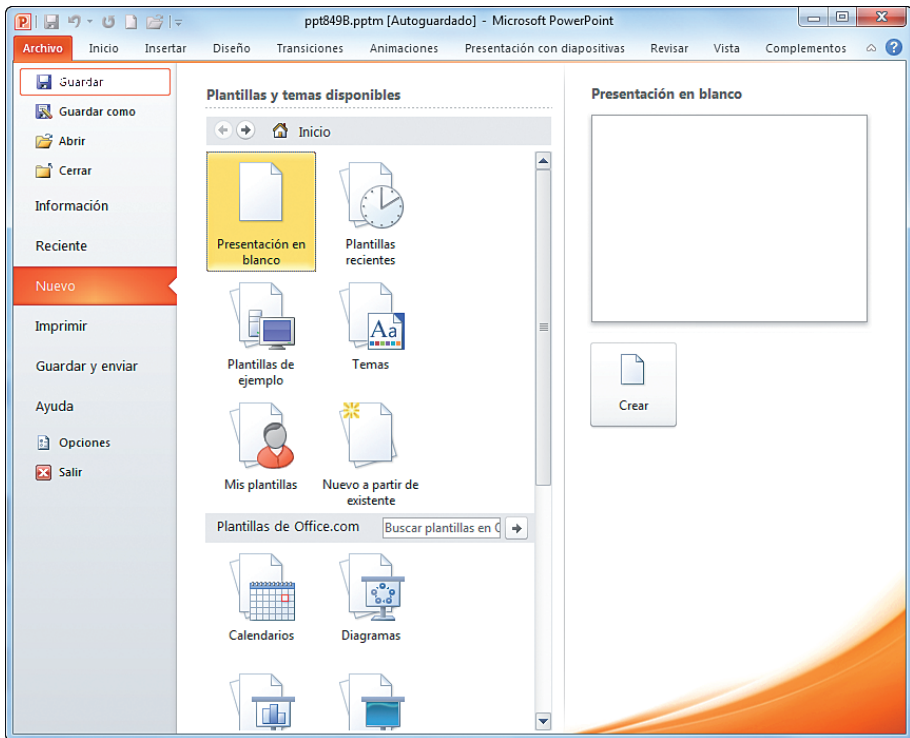 ppt849B.pptm [Autoguardado] - Microsoft PowerPoint
Archivo Inicio Insertar Diseño Transiciones Animaciones Presentación con diapositivas Revisar Vista Complementos
Guardar
Guardar como
Abrir
Cerrar
Información
Reciente
Nuevo
Imprimir
Guardar y enviar
Ayuda
Opciones
Salir
Plantillas y temas disponibles
Inicio
Presentación en
blanco
Plantillas
recientes
Plantillas de
ejemplo
Aa
Temas
Mis plantillas
Nuevo a partir de
existente
Plantillas de Office.com
Buscar plantillas en
Calendarios
Diagramas
Presentación en blanco
Crear